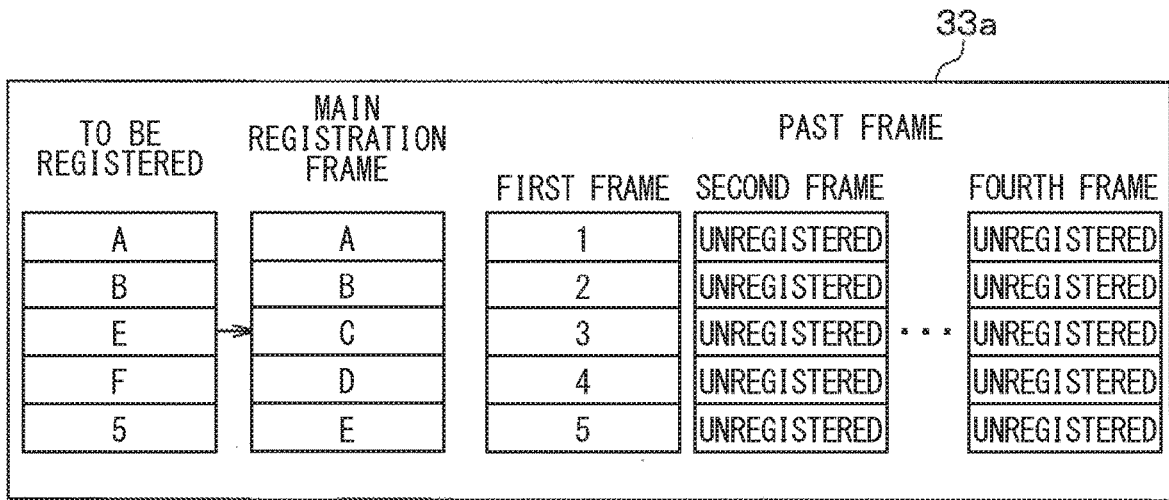 33a
TO BE
REGISTERED
MAIN
REGISTRATION
FRAME
PAST FRAME
FIRST FRAME SECOND FRAME FOURTH FRAME
A A 1 UNREGISTERED UNREGISTERED
B B 2 UNREGISTERED UNREGISTERED
E C 3 UNREGISTERED ... UNREGISTERED
F D 4 UNREGISTERED UNREGISTERED
5 E 5 UNREGISTERED UNREGISTERED